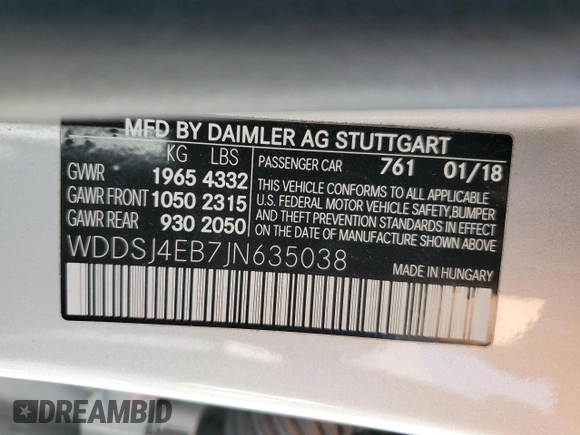 MFD BY DAIMLER AG STUTTGART
KG LBS
GVWR 1965 4332
GAWR FRONT 1050 2315
GAWR REAR 930 2050
PASSENGER CAR 761 01/18
THIS VEHICLE CONFORMS TO ALL APPLICABLE
U.S. FEDERAL MOTOR VEHICLE SAFETY, BUMPER
AND THEFT PREVENTION STANDARDS IN
EFFECT ON THE DATE OF MANUFACTURE
SHOWN ABOVE.
WDDSJ4EB7JN635038
MADE IN HUNGARY
DREAMBID